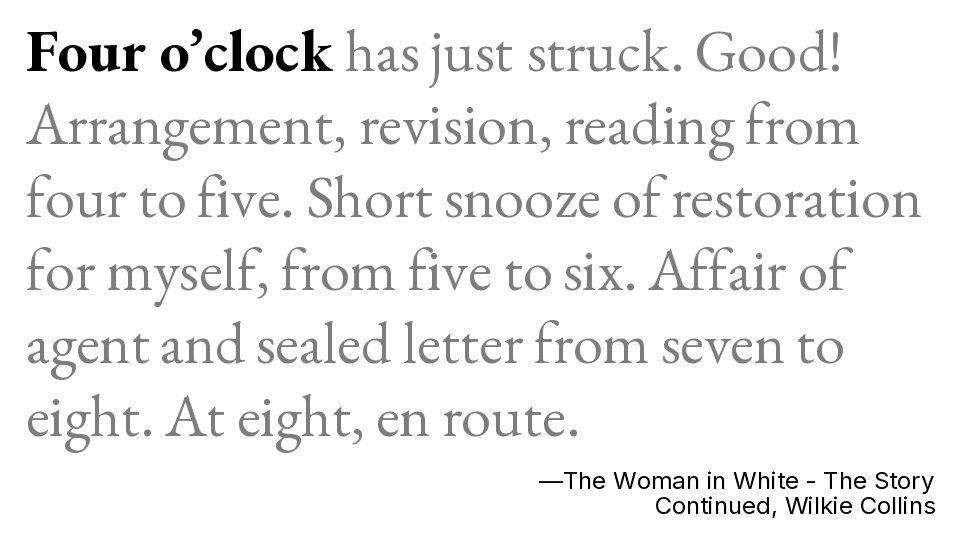 Four o’clock has just struck. Good!
Arrangement, revision, reading from
four to five. Short snooze of restoration
for myself, from five to six. Affair of
agent and sealed letter from seven to
eight. At eight, en route.
—The Woman in White - The Story
Continued, Wilkie Collins